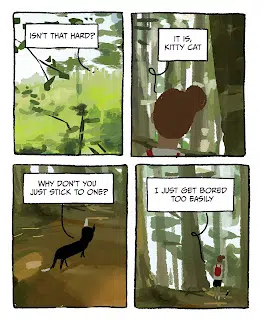 ISN'T THAT HARD?
IT IS,
KITTY CAT
WHY DON'T YOU
JUST STICK TO ONE?
I JUST GET BORED
TOO EASILY